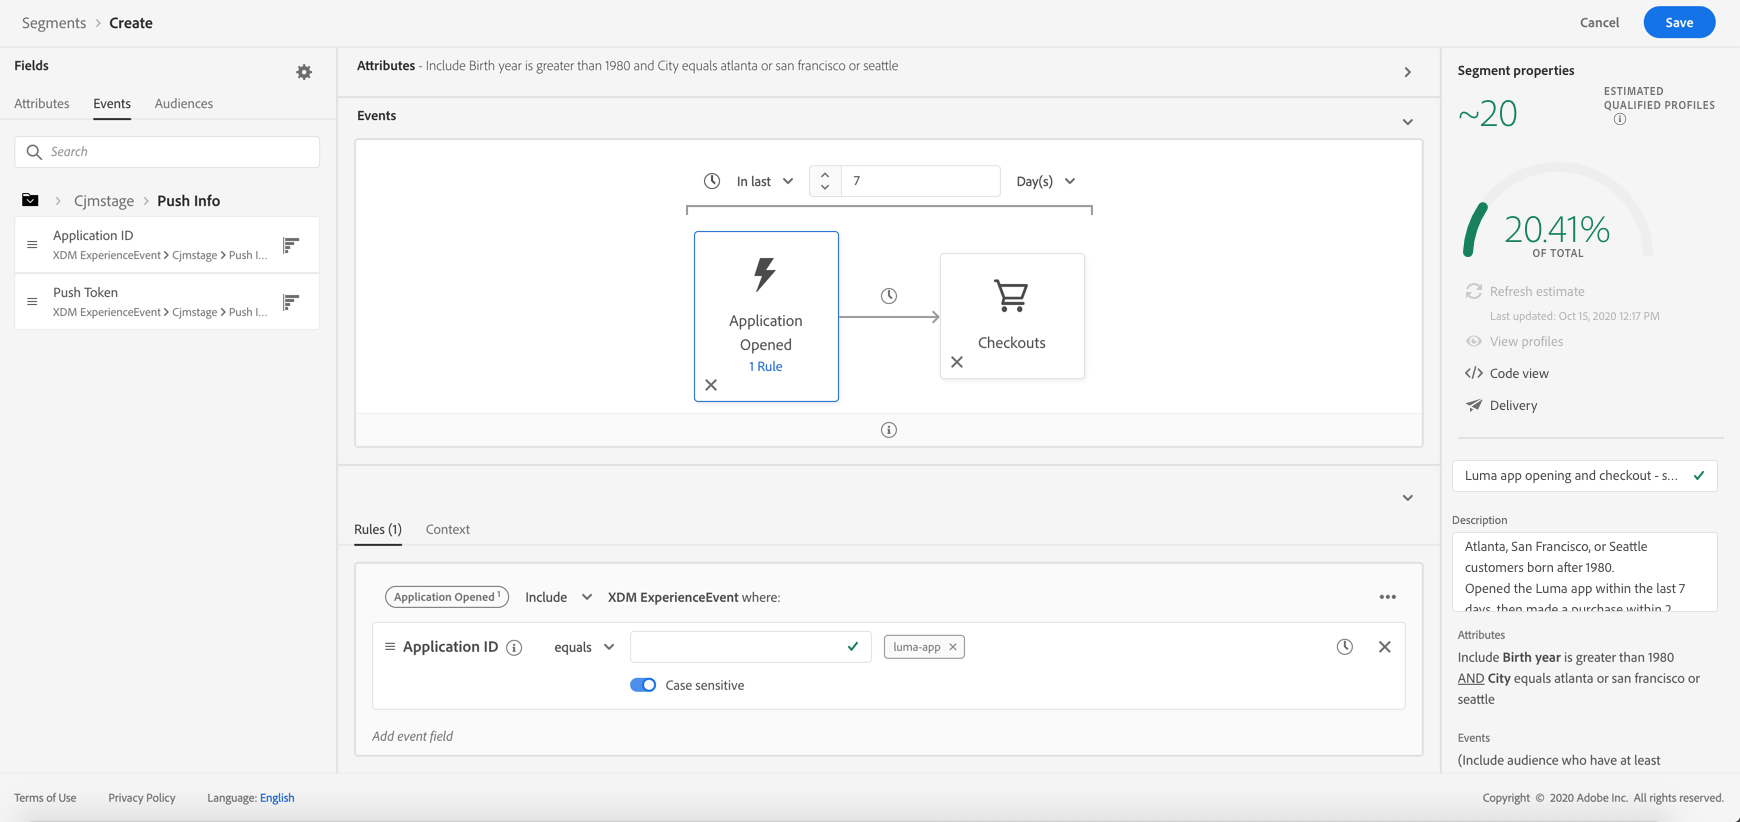 Segments > Create
Cancel
Save
Fields
Attributes
Events
Audiences
Search
> Cjmstage > Push Info
Application ID
XDM ExperienceEvent > Cjmstage > Push I...
Push Token
XDM ExperienceEvent > Cjmstage > Push I...
Attributes - Include Birth year is greater than 1980 and City equals atlanta or san francisco or seattle
Events
In last
7
Day(s)
Application
Opened
1 Rule
Checkouts
Rules (1)
Context
Application Opened 1
Include
XDM ExperienceEvent where:
Application ID
equals
luma-app
Case sensitive
Add event field
Segment properties
~20
ESTIMATED
QUALIFIED PROFILES
20.41%
OF TOTAL
Refresh estimate
Last updated: Oct 15, 2020 12:17 PM
View profiles
</> Code view
Delivery
Luma app opening and checkout - s...
Description
Atlanta, San Francisco, or Seattle
customers born after 1980.
Opened the Luma app within the last 7
days, then made a purchase within 2
Attributes
Include Birth year is greater than 1980
AND City equals atlanta or san francisco or
seattle
Events
(Include audience who have at least
Terms of Use
Privacy Policy
Language: English
Copyright © 2020 Adobe Inc. All rights reserved.